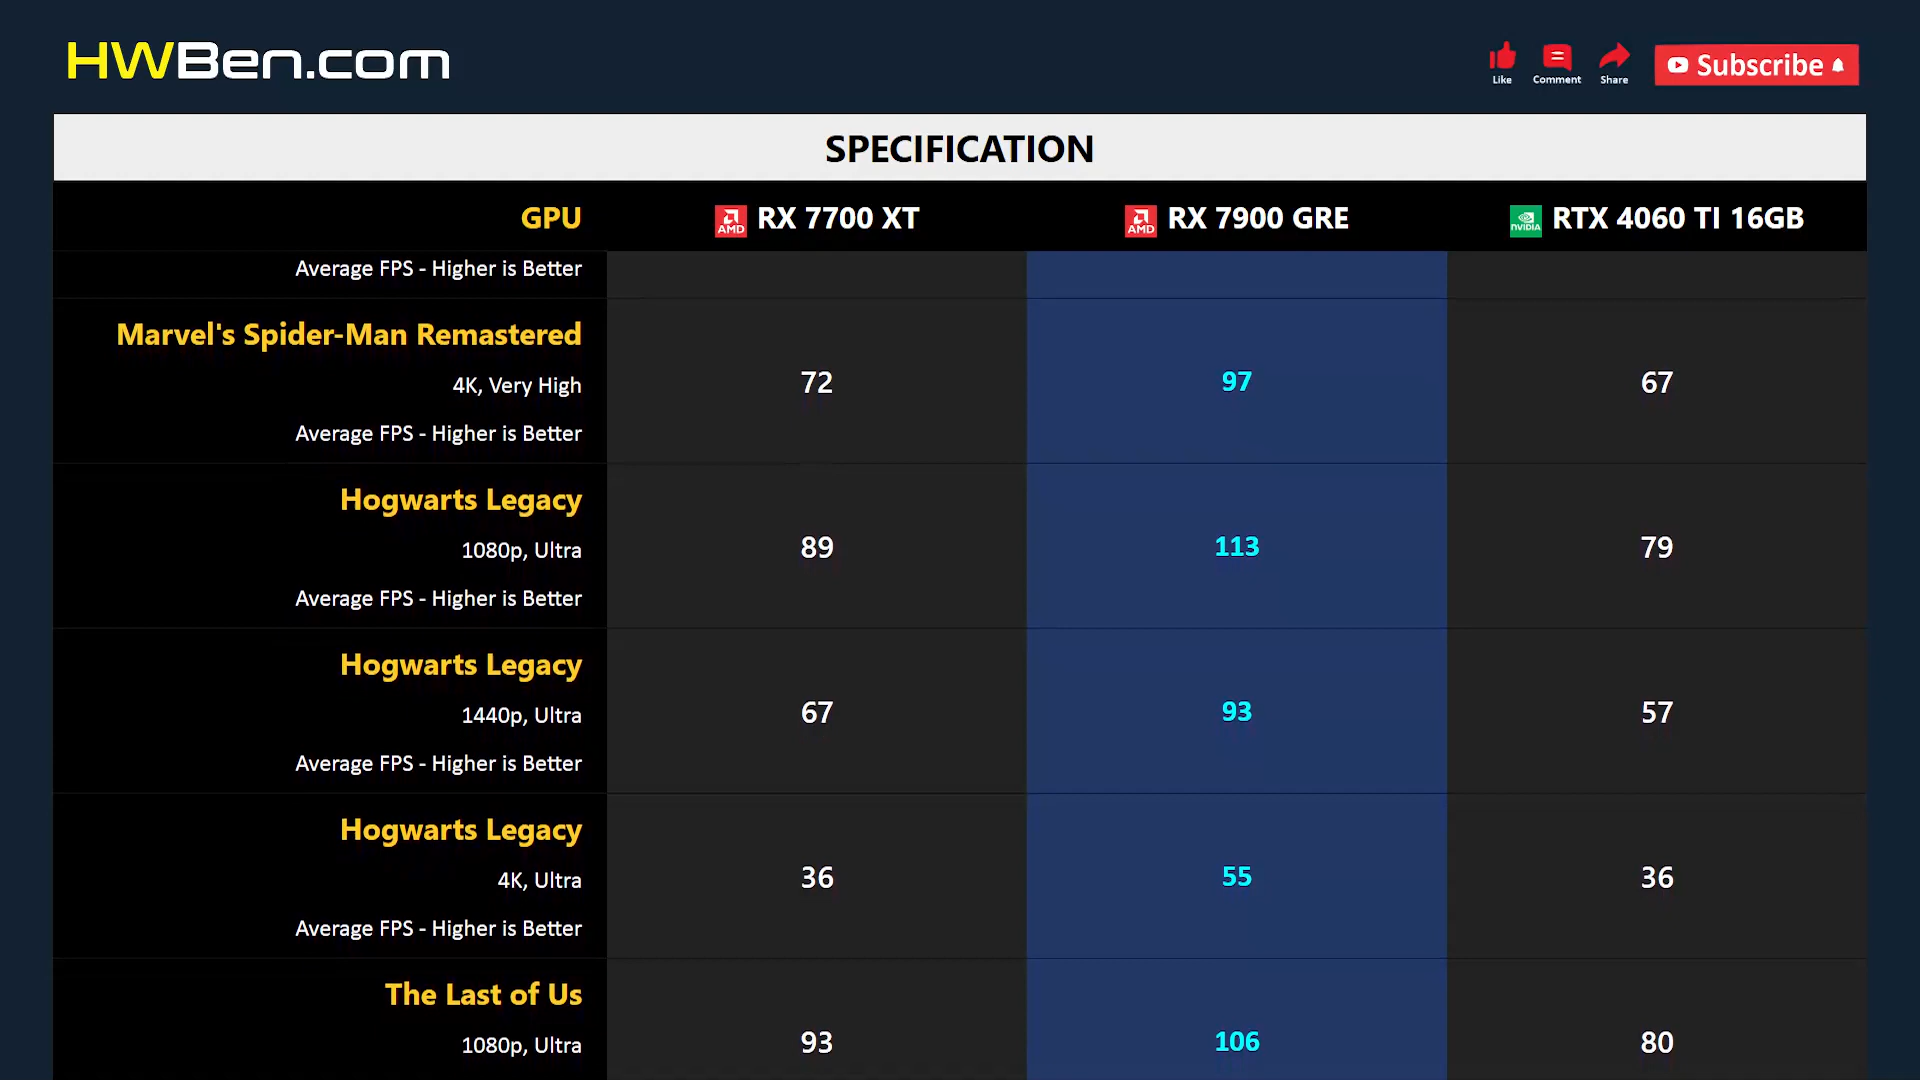 HWBen.com
Like Comment Share Subscribe
SPECIFICATION
GPU AMD RX 7700 XT AMD RX 7900 GRE NVIDIA RTX 4060 TI 16GB
Average FPS - Higher is Better
Marvel's Spider-Man Remastered
4K, Very High 72 97 67
Average FPS - Higher is Better
Hogwarts Legacy
1080p, Ultra 89 113 79
Average FPS - Higher is Better
Hogwarts Legacy
1440p, Ultra 67 93 57
Average FPS - Higher is Better
Hogwarts Legacy
4K, Ultra 36 55 36
Average FPS - Higher is Better
The Last of Us
1080p, Ultra 93 106 80